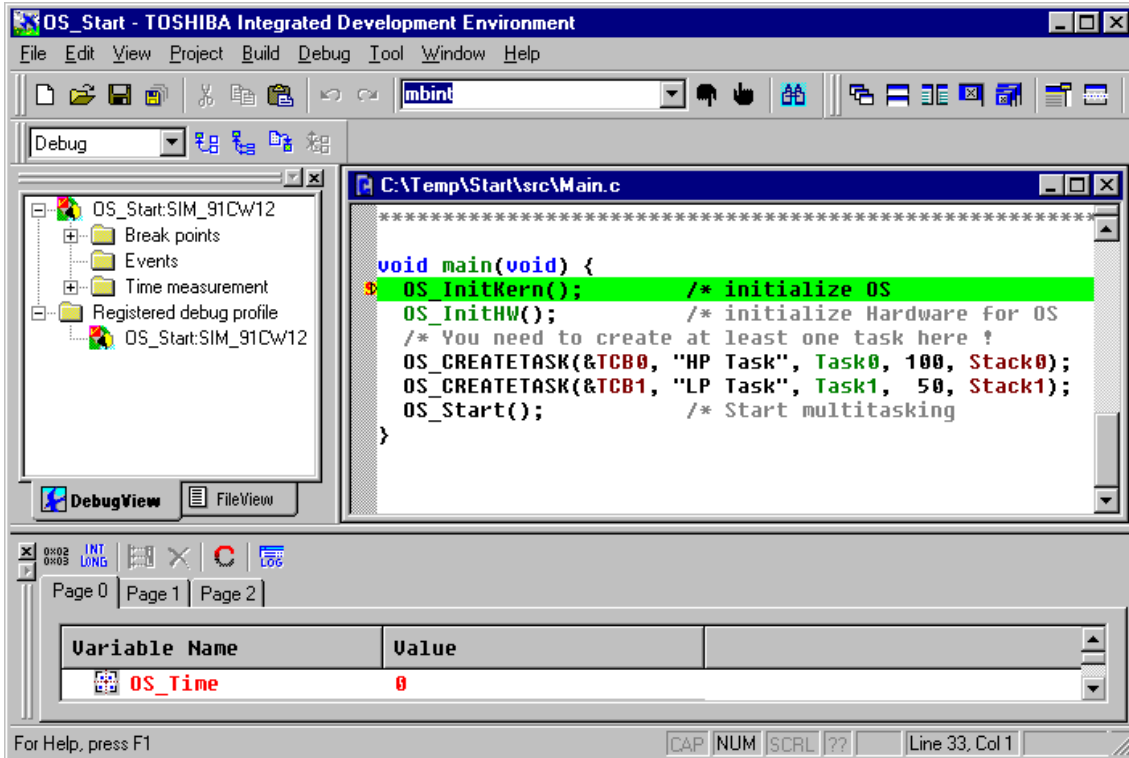 OS_Start - TOSHIBA Integrated Development Environment
File Edit View Project Build Debug Tool Window Help
mbint
Debug
OS_Start:SIM_91CW12
Break points
Events
Time measurement
Registered debug profile
OS_Start:SIM_91CW12
DebugView FileView
C:\Temp\Start\src\Main.c
********************************************************
void main(void) {
OS_InitKern(); /* initialize OS
OS_InitHW(); /* initialize Hardware for OS
/* You need to create at least one task here !
OS_CREATETASK(&TCB0, "HP Task", Task0, 100, Stack0);
OS_CREATETASK(&TCB1, "LP Task", Task1, 50, Stack1);
OS_Start(); /* Start multitasking
}
0x02 0x03 INT LONG C LOG
Page 0 Page 1 Page 2
Variable Name Value
OS_Time 0
For Help, press F1 CAP NUM SCRL ?? Line 33, Col 1